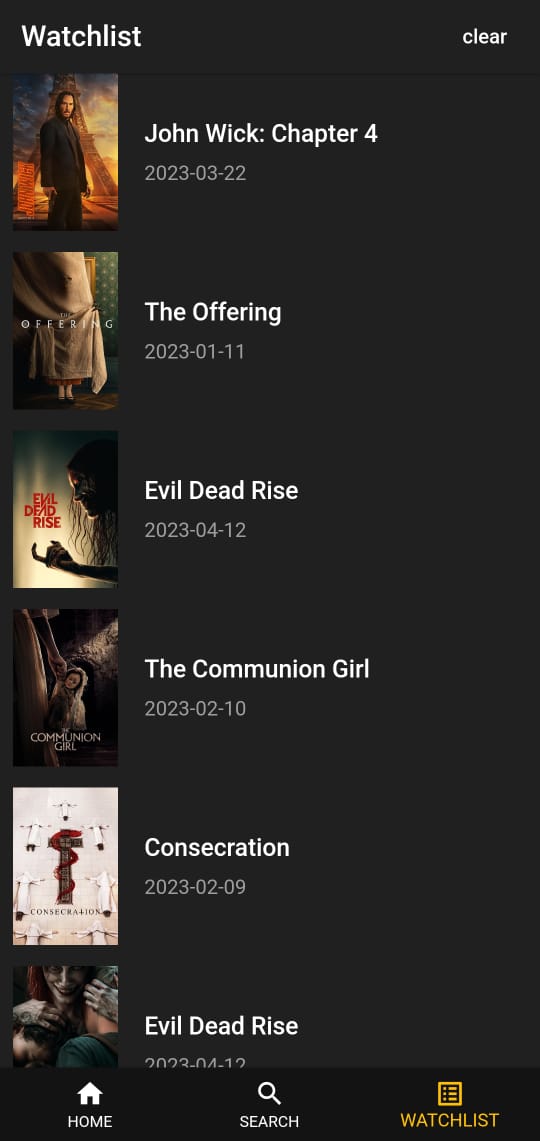 Watchlist
clear
John Wick: Chapter 4
2023-03-22
THE
OFFERING
The Offering
2023-01-11
EVIL
DEAD
RISE
Evil Dead Rise
2023-04-12
THE
COMMUNION
GIRL
The Communion Girl
2023-02-10
CONSECRATION
Consecration
2023-02-09
Evil Dead Rise
2023-04-12
HOME
SEARCH
WATCHLIST